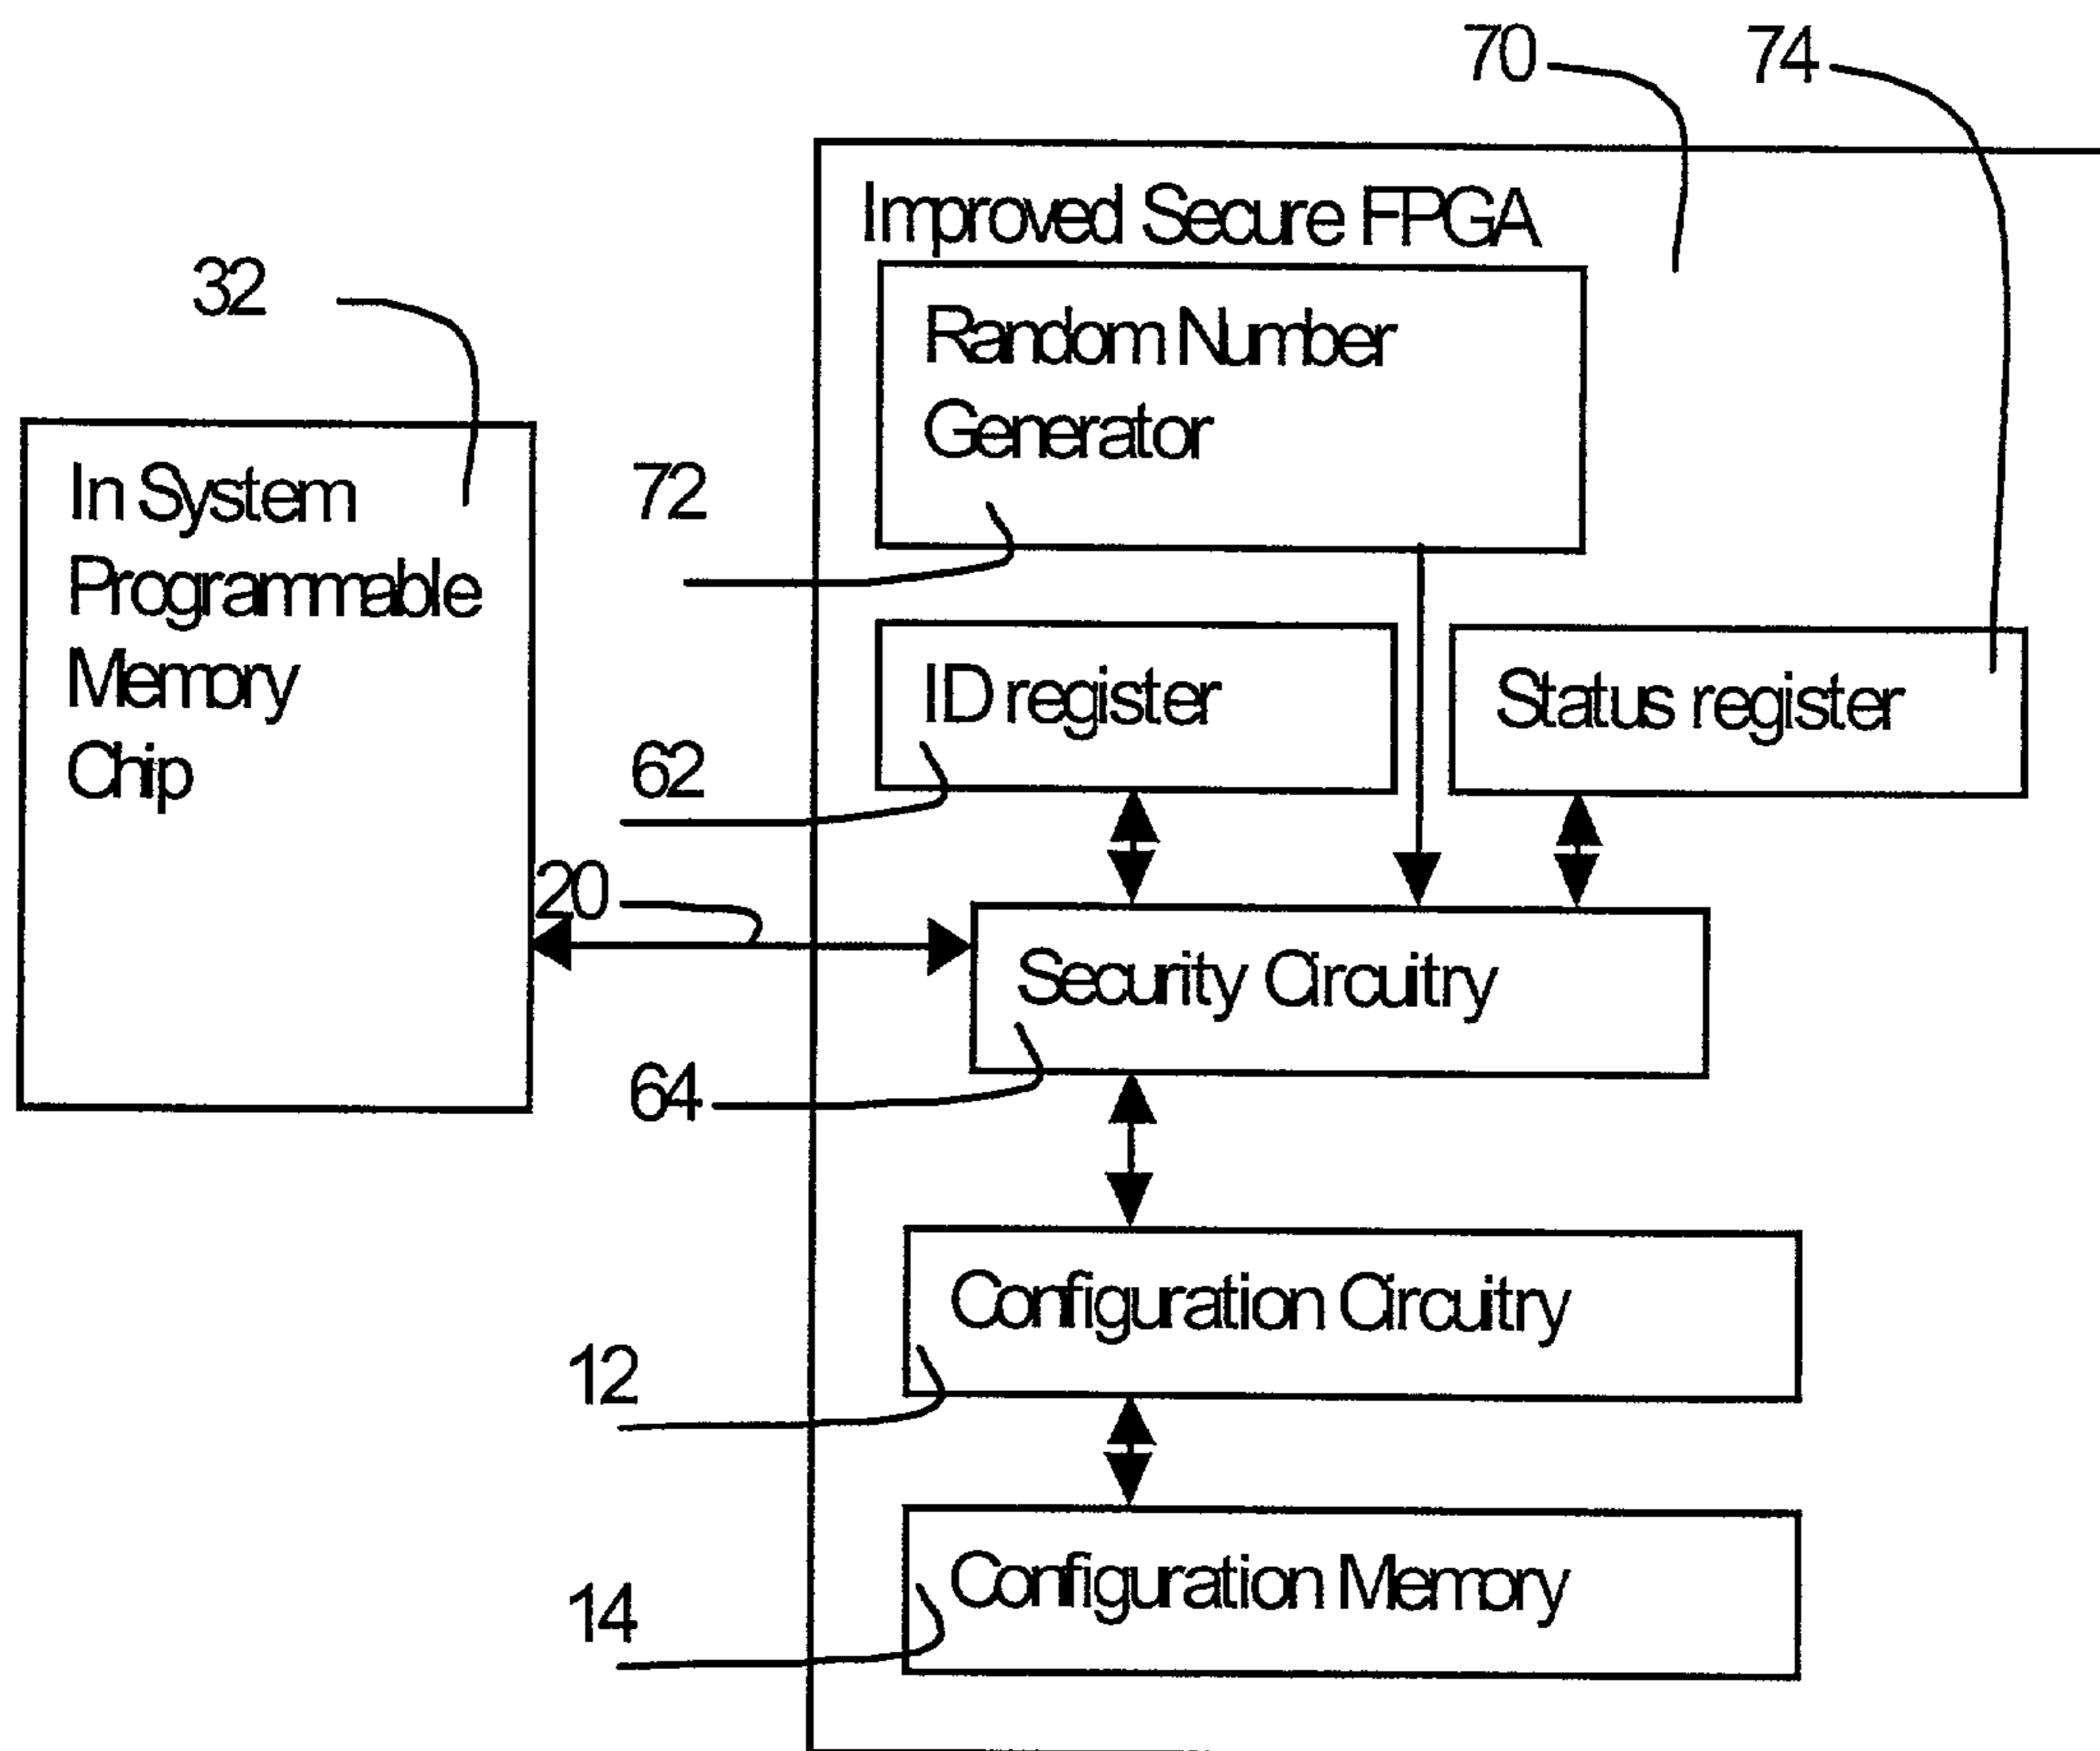 70
74
Improved Secure FPGA
32
Random Number
Generator
In System
Programmable
Memory
Chip
72
ID register
Status register
62
20
Security Circuitry
64
Configuration Circuitry
12
Configuration Memory
14